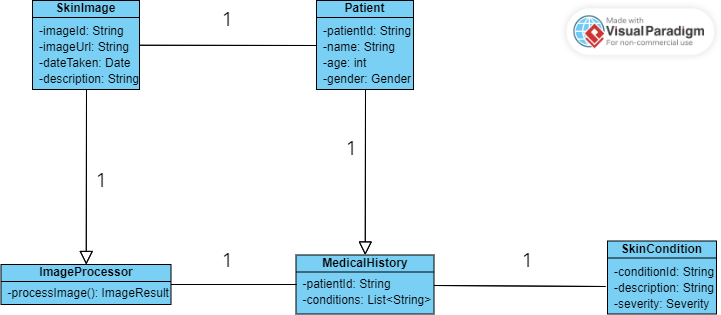 SkinImage
-imageId: String
-imageUrl: String
-dateTaken: Date
-description: String
1
Patient
-patientId: String
-name: String
-age: int
-gender: Gender
Made with
Visual Paradigm
For non-commercial use
1
1
ImageProcessor
-processImage(): ImageResult
1
MedicalHistory
-patientId: String
-conditions: List<String>
1
SkinCondition
-conditionId: String
-description: String
-severity: Severity